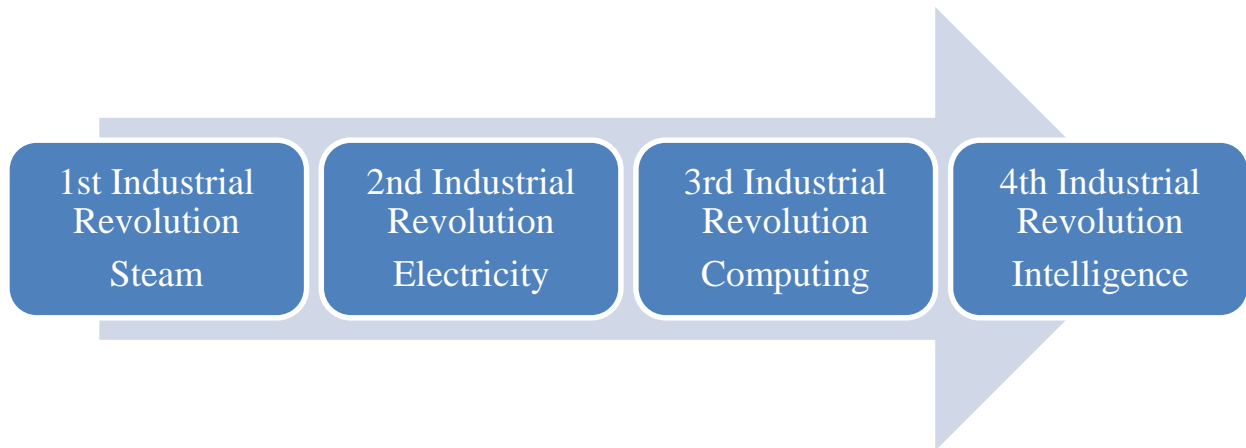 1st Industrial
Revolution
Steam
2nd Industrial
Revolution
Electricity
3rd Industrial
Revolution
Computing
4th Industrial
Revolution
Intelligence